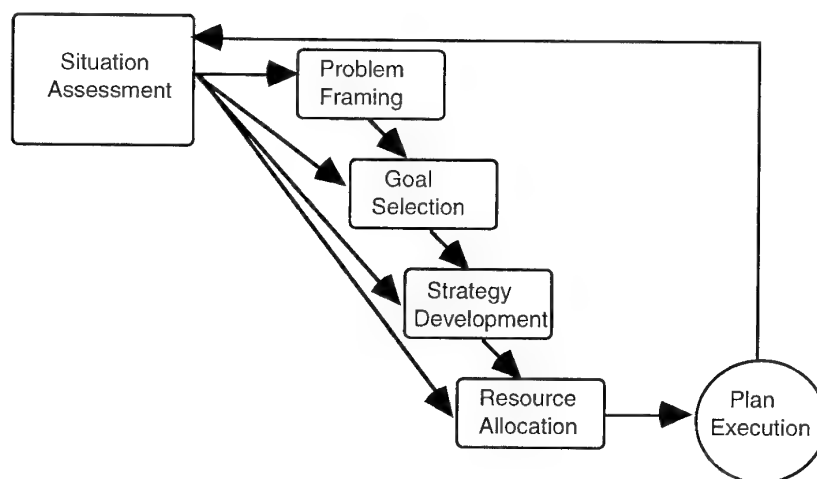 Situation
Assessment
Problem
Framing
Goal
Selection
Strategy
Development
Resource
Allocation
Plan
Execution